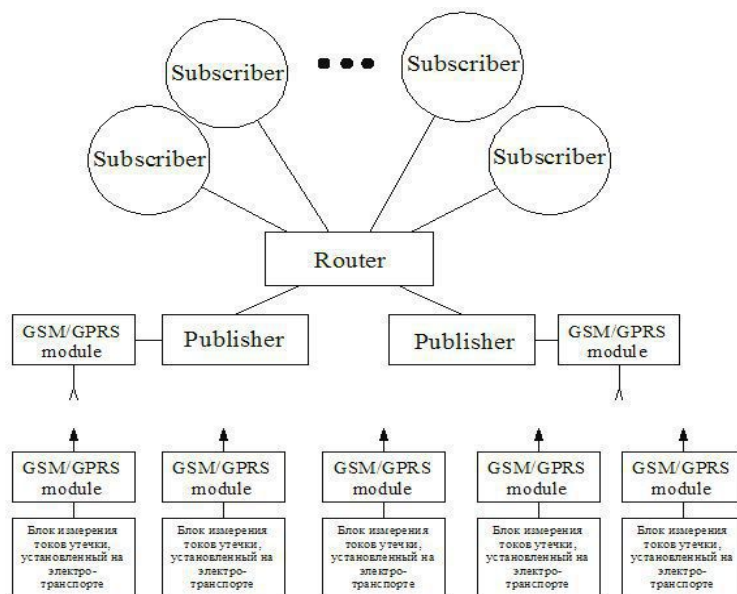 Subscriber
Subscriber
Subscriber
Subscriber
Router
GSM/GPRS
module
Publisher
Publisher
GSM/GPRS
module
GSM/GPRS
module
GSM/GPRS
module
GSM/GPRS
module
GSM/GPRS
module
GSM/GPRS
module
Блок измерения
токов утечки,
установленный на
электро-
транспорте
Блок измерения
токов утечки,
установленный на
электро-
транспорте
Блок измерения
токов утечки,
установленный на
электро-
транспорте
Блок измерения
токов утечки,
установленный на
электро-
транспорте
Блок измерения
токов утечки,
установленный на
электро-
транспорте